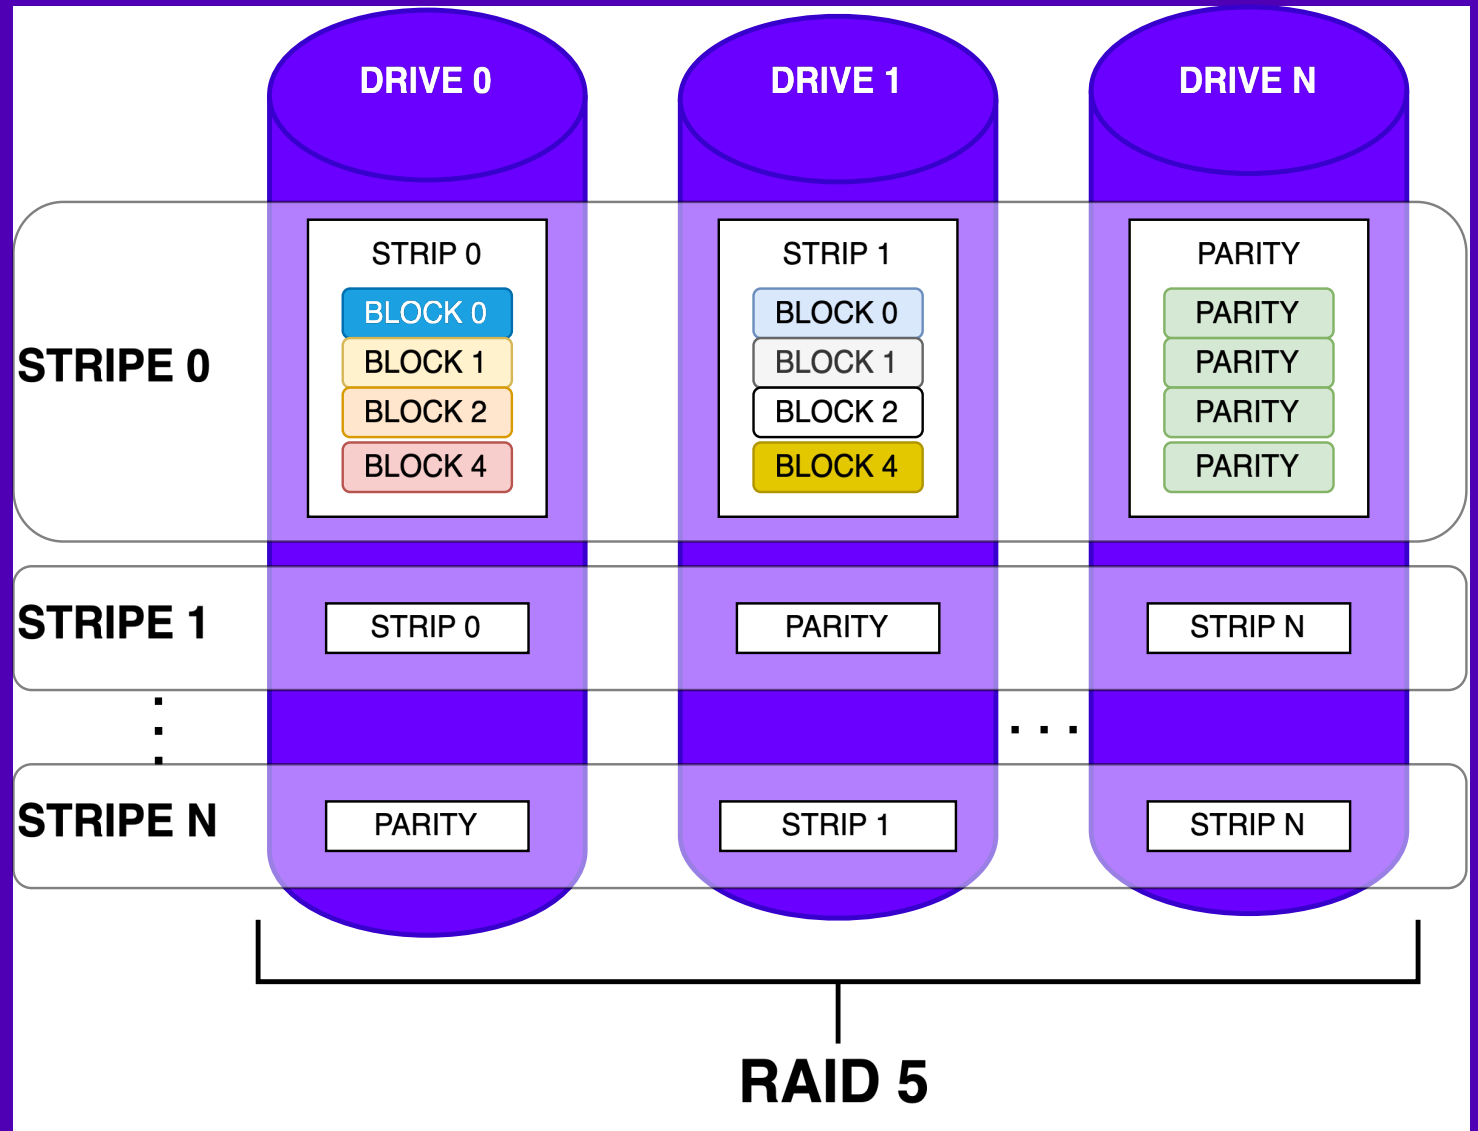 DRIVE 0
DRIVE 1
DRIVE N
STRIPE 0
STRIP 0
BLOCK 0
BLOCK 1
BLOCK 2
BLOCK 4
STRIP 1
BLOCK 0
BLOCK 1
BLOCK 2
BLOCK 4
PARITY
PARITY
PARITY
PARITY
PARITY
STRIPE 1
STRIP 0
PARITY
STRIP N
. . .
STRIPE N
PARITY
STRIP 1
STRIP N
RAID 5